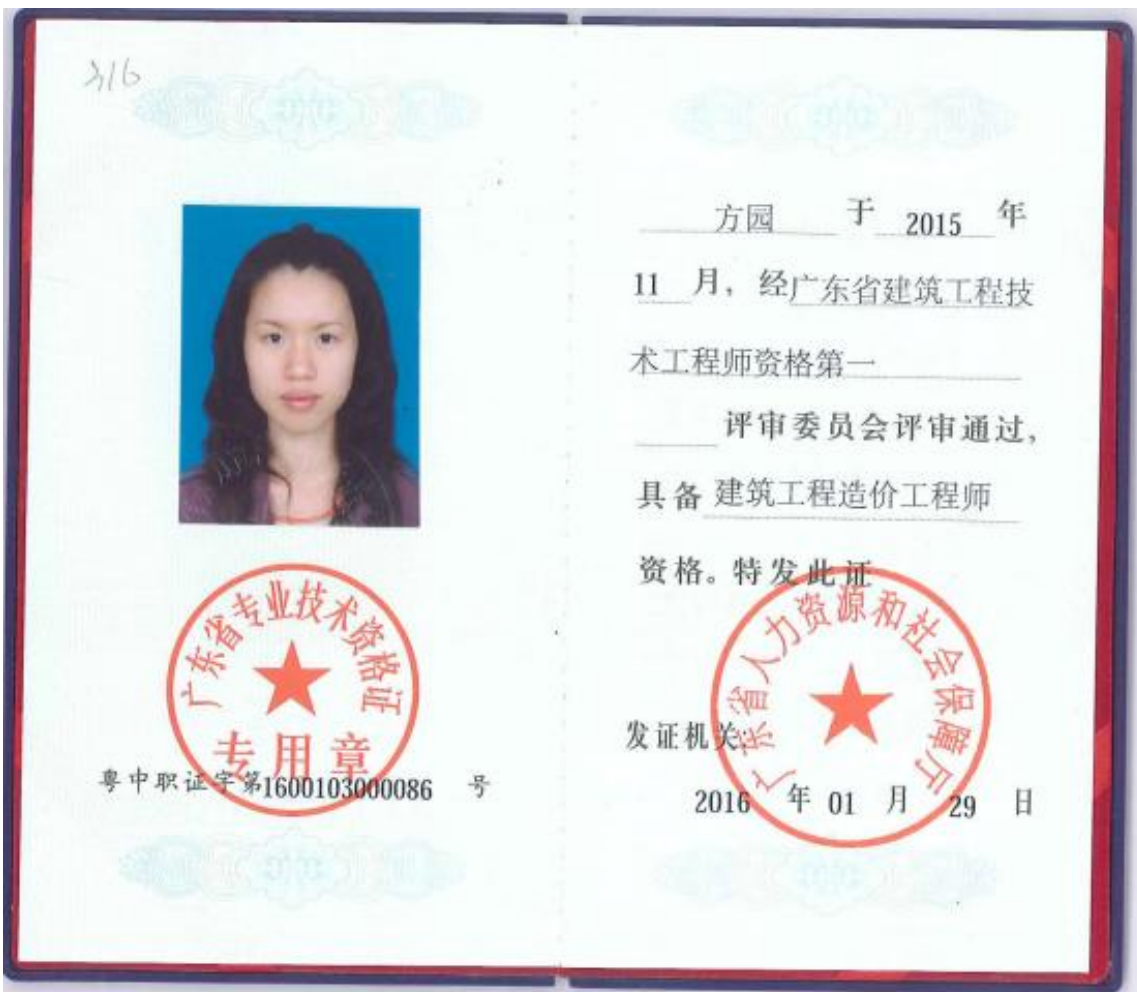 316
广东省专业技术资格证
专用章
粤中职证字第1600103000086 号
方园 于 2015 年
11 月，经广东省建筑工程技
术工程师资格第一
评审委员会评审通过，
具备 建筑工程造价工程师
资格。特发此证
广东省人力资源和社会保障厅
发证机关:
2016 年 01 月 29 日